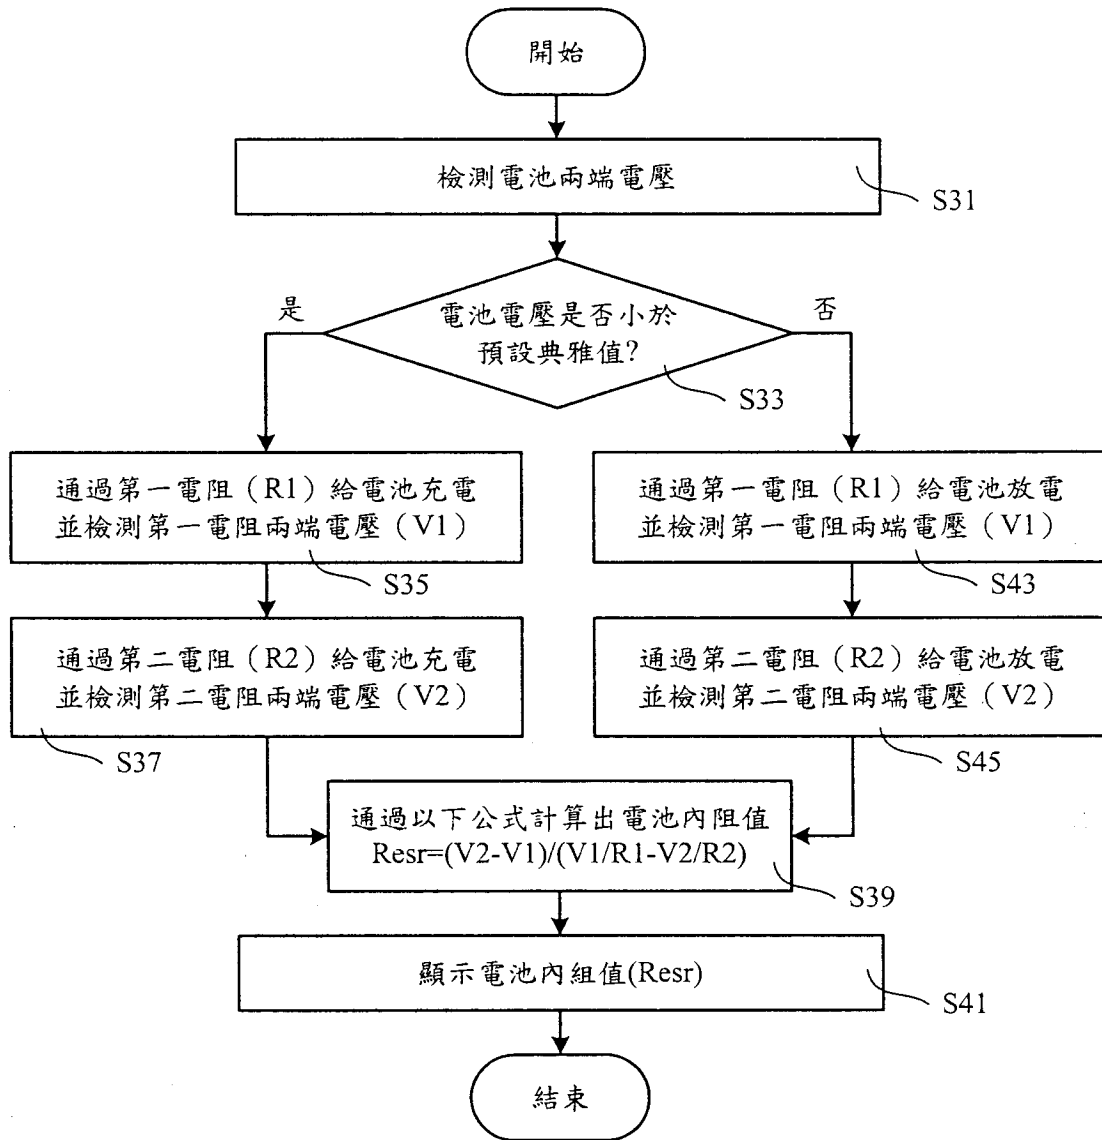 開始
檢測電池兩端電壓
S31
電池電壓是否小於
預設典雅值?
是
否
S33
通過第一電阻（R1）給電池充電
並檢測第一電阻兩端電壓（V1）
S35
通過第一電阻（R1）給電池放電
並檢測第一電阻兩端電壓（V1）
S43
通過第二電阻（R2）給電池充電
並檢測第二電阻兩端電壓（V2）
S37
通過第二電阻（R2）給電池放電
並檢測第二電阻兩端電壓（V2）
S45
通過以下公式計算出電池內阻值
Resr=(V2-V1)/(V1/R1-V2/R2)
S39
顯示電池內組值(Resr)
S41
結束